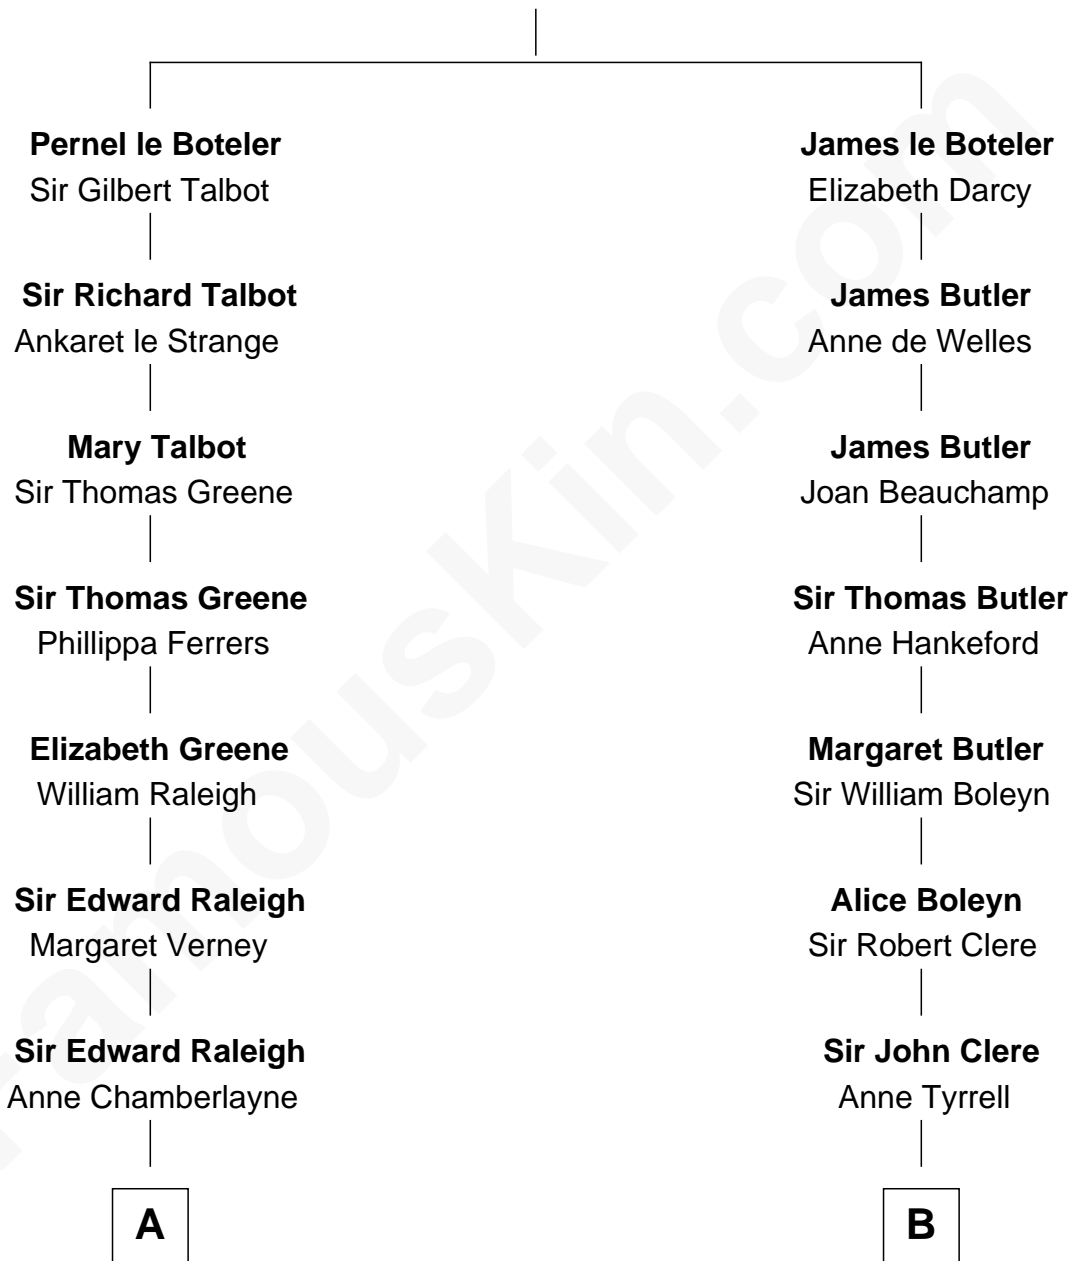 Pernel le Boteler
Sir Gilbert Talbot
Sir Richard Talbot
Ankaret le Strange
Mary Talbot
Sir Thomas Greene
Sir Thomas Greene
Phillippa Ferrers
Elizabeth Greene
William Raleigh
Sir Edward Raleigh
Margaret Verney
Sir Edward Raleigh
Anne Chamberlayne
A
James le Boteler
Elizabeth Darcy
James Butler
Anne de Welles
James Butler
Joan Beauchamp
Sir Thomas Butler
Anne Hankeford
Margaret Butler
Sir William Boleyn
Alice Boleyn
Sir Robert Clere
Sir John Clere
Anne Tyrrell
B
FamousKin.com